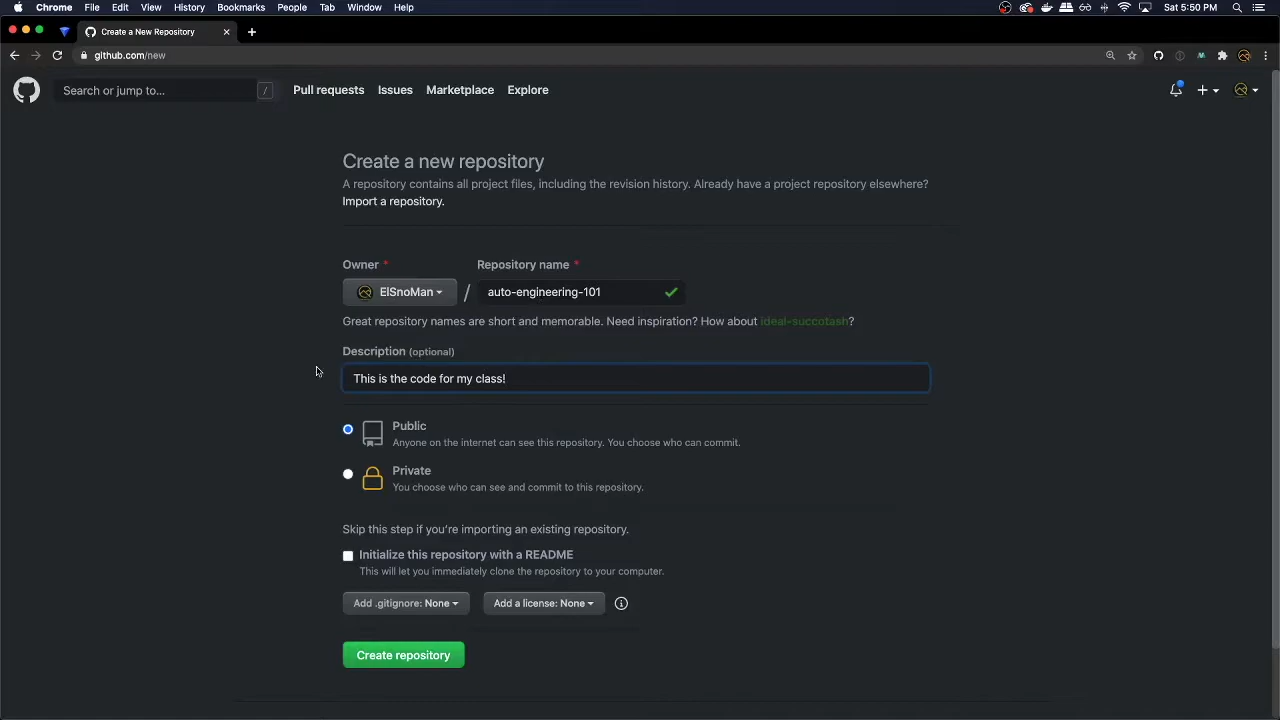 Chrome File Edit View History Bookmarks People Tab Window Help Sat 5:50 PM
Create a New Repository
github.com/new
Search or jump to... / Pull requests Issues Marketplace Explore
Create a new repository
A repository contains all project files, including the revision history. Already have a project repository elsewhere?
Import a repository.
Owner * Repository name *
ElSnoMan / auto-engineering-101
Great repository names are short and memorable. Need inspiration? How about ideal-succotash?
Description (optional)
This is the code for my class!
Public
Anyone on the internet can see this repository. You choose who can commit.
Private
You choose who can see and commit to this repository.
Skip this step if you're importing an existing repository.
Initialize this repository with a README
This will let you immediately clone the repository to your computer.
Add .gitignore: None Add a license: None
Create repository